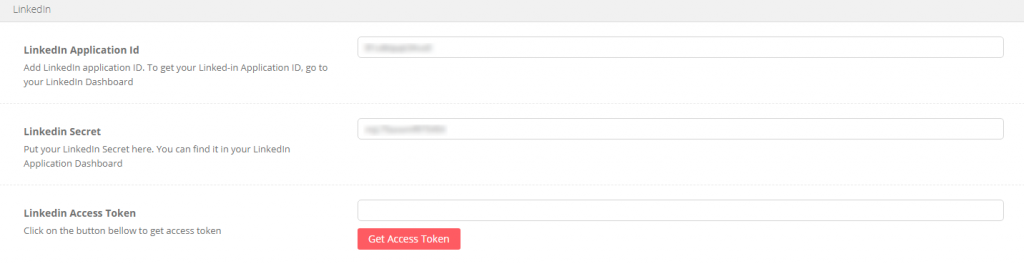 LinkedIn
LinkedIn Application Id
Add LinkedIn application ID. To get your Linked-in Application ID, go to
your LinkedIn Dashboard
Linkedin Secret
Put your LinkedIn Secret here. You can find it in your LinkedIn
Application Dashboard
Linkedin Access Token
Click on the button bellow to get access token
Get Access Token